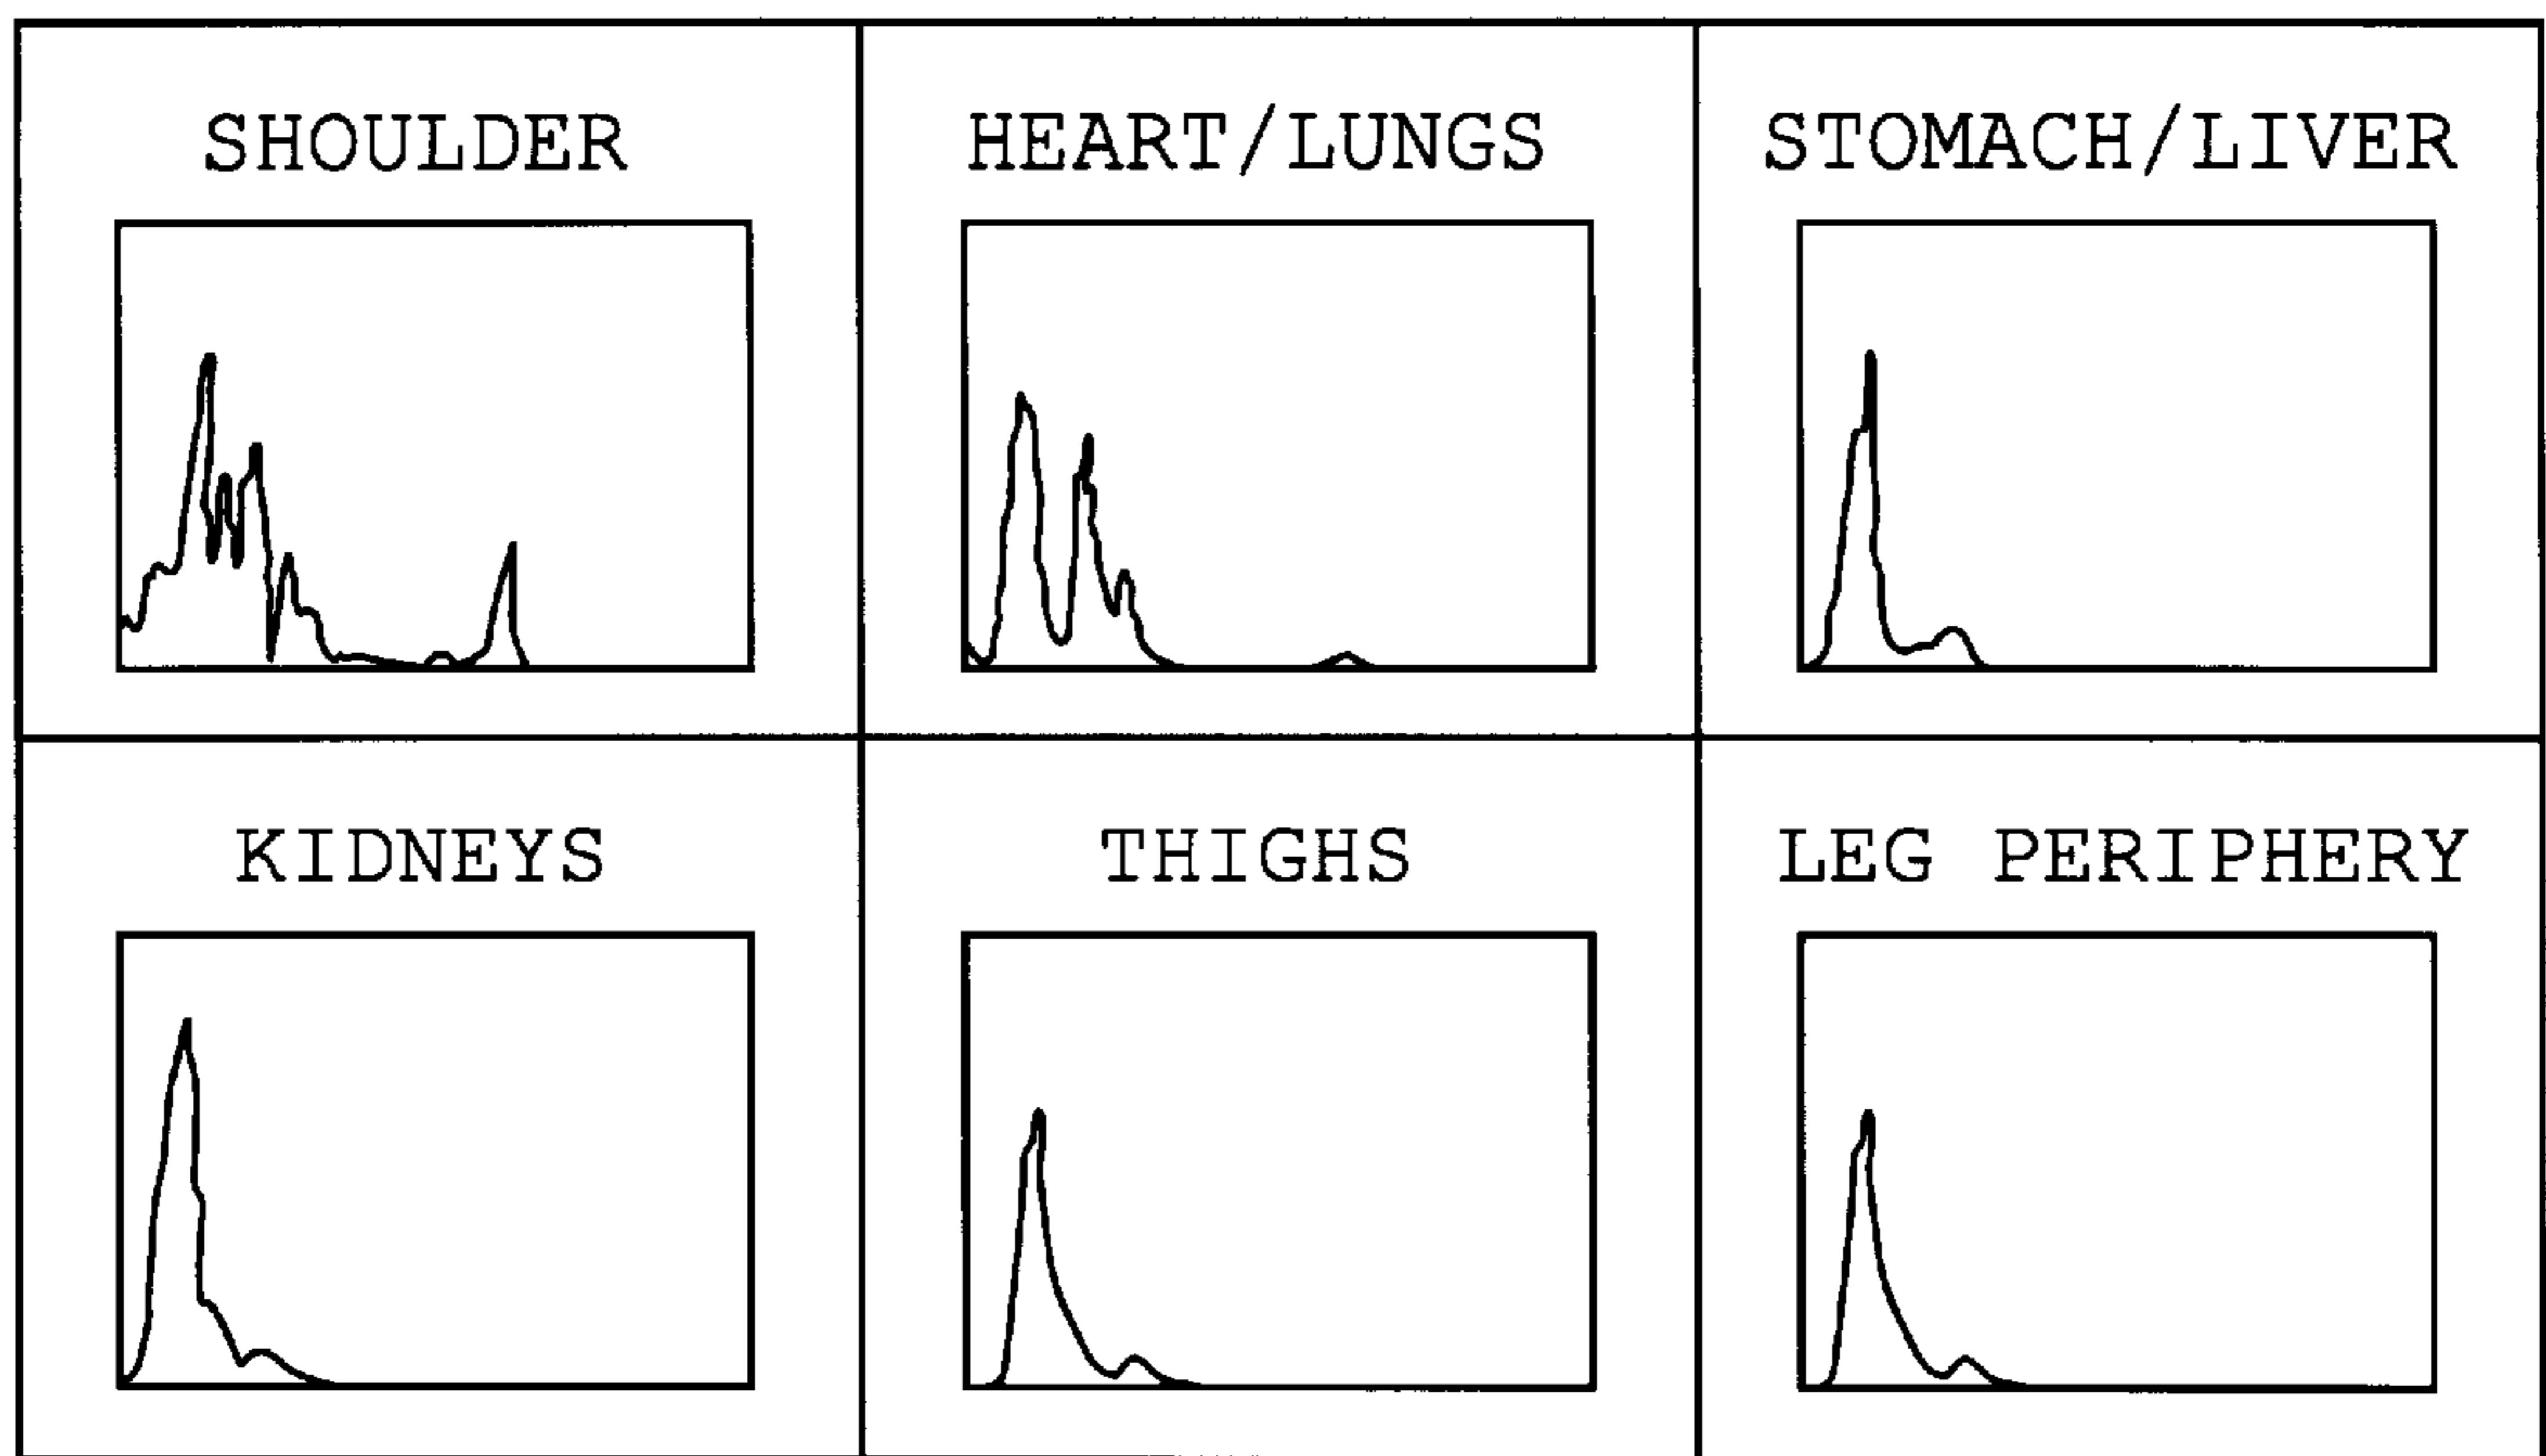 SHOULDER
HEART/LUNGS
STOMACH/LIVER
KIDNEYS
THIGHS
LEG PERIPHERY